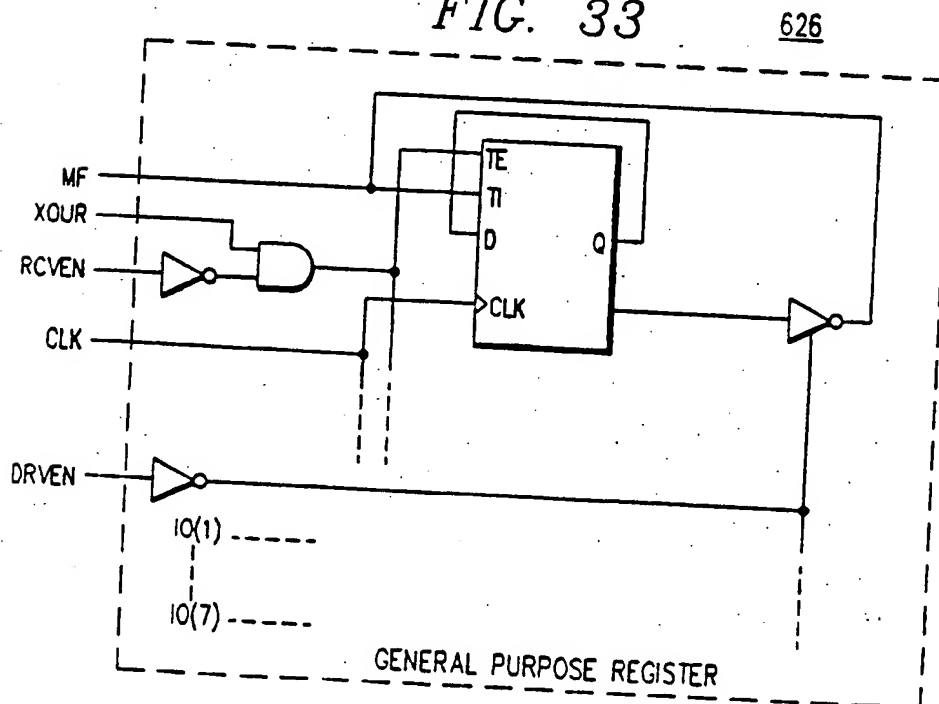 FIG. 33
626
MF
XOUR
RCVEN
CLK
DRVEN
TE
TI
D
Q
CLK
IO(1)
IO(7)
GENERAL PURPOSE REGISTER